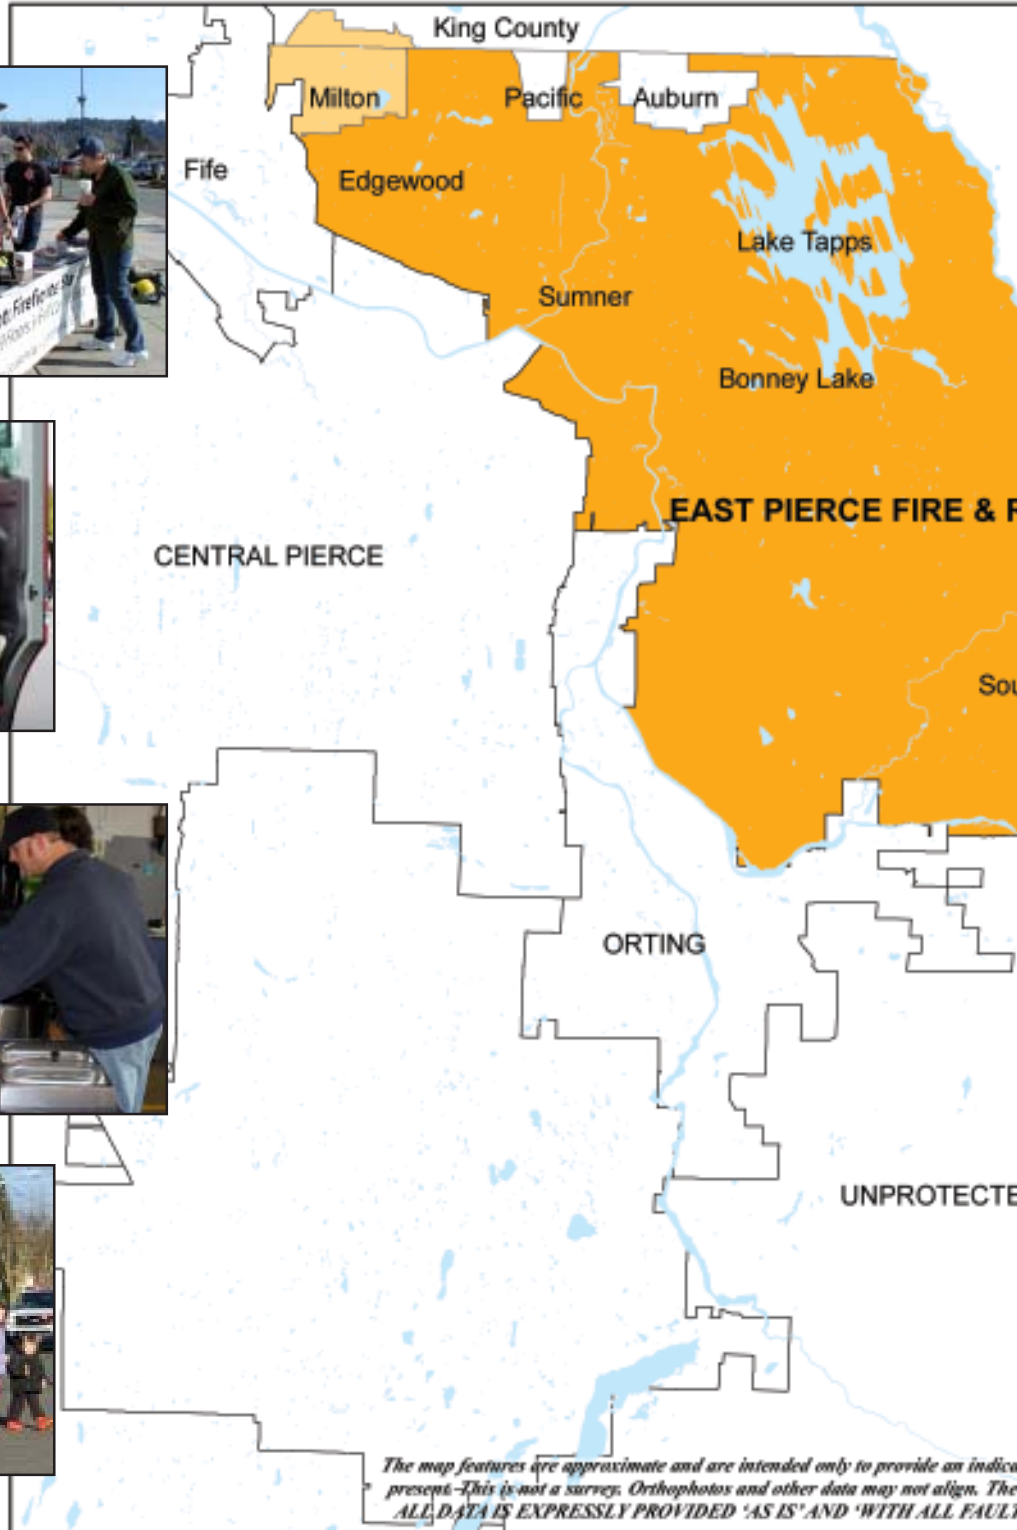 King County
Milton
Pacific
Auburn
Fife
Edgewood
Lake Tapps
Sumner
Bonney Lake
EAST PIERCE FIRE & R
CENTRAL PIERCE
Sou
ORTING
UNPROTECTE
The map features are approximate and are intended only to provide an indica
present. This is not a survey. Orthophotos and other data may not align. The
ALL DATA IS EXPRESSLY PROVIDED 'AS IS' AND 'WITH ALL FAULT